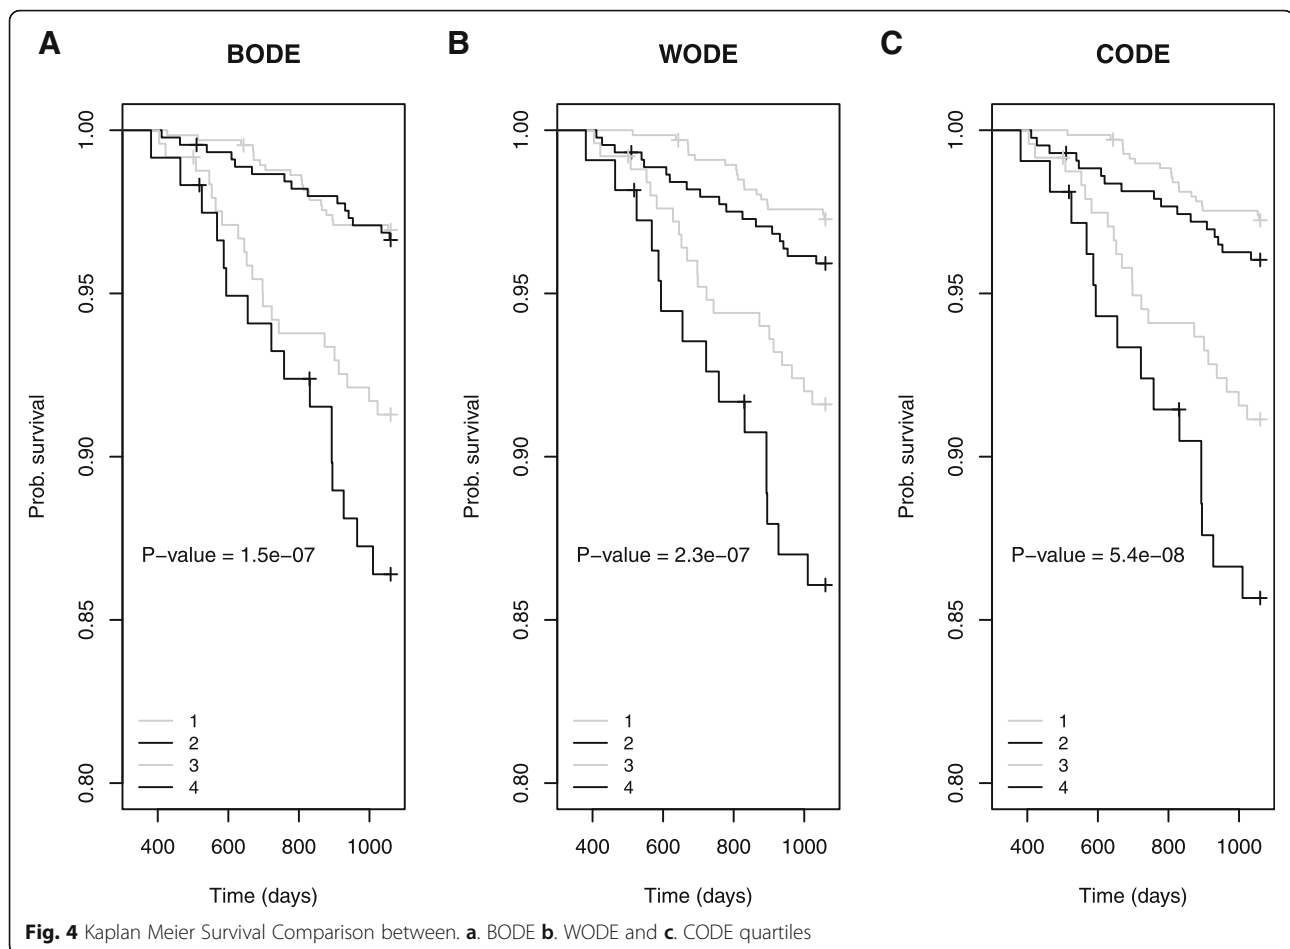 A
BODE
Prob. survival
1.00
0.95
0.90
0.85
0.80
P−value = 1.5e−07
1
2
3
4
400 600 800 1000
Time (days)
B
WODE
Prob. survival
1.00
0.95
0.90
0.85
0.80
P−value = 2.3e−07
1
2
3
4
400 600 800 1000
Time (days)
C
CODE
Prob. survival
1.00
0.95
0.90
0.85
0.80
P−value = 5.4e−08
1
2
3
4
400 600 800 1000
Time (days)
Fig. 4 Kaplan Meier Survival Comparison between. a. BODE b. WODE and c. CODE quartiles